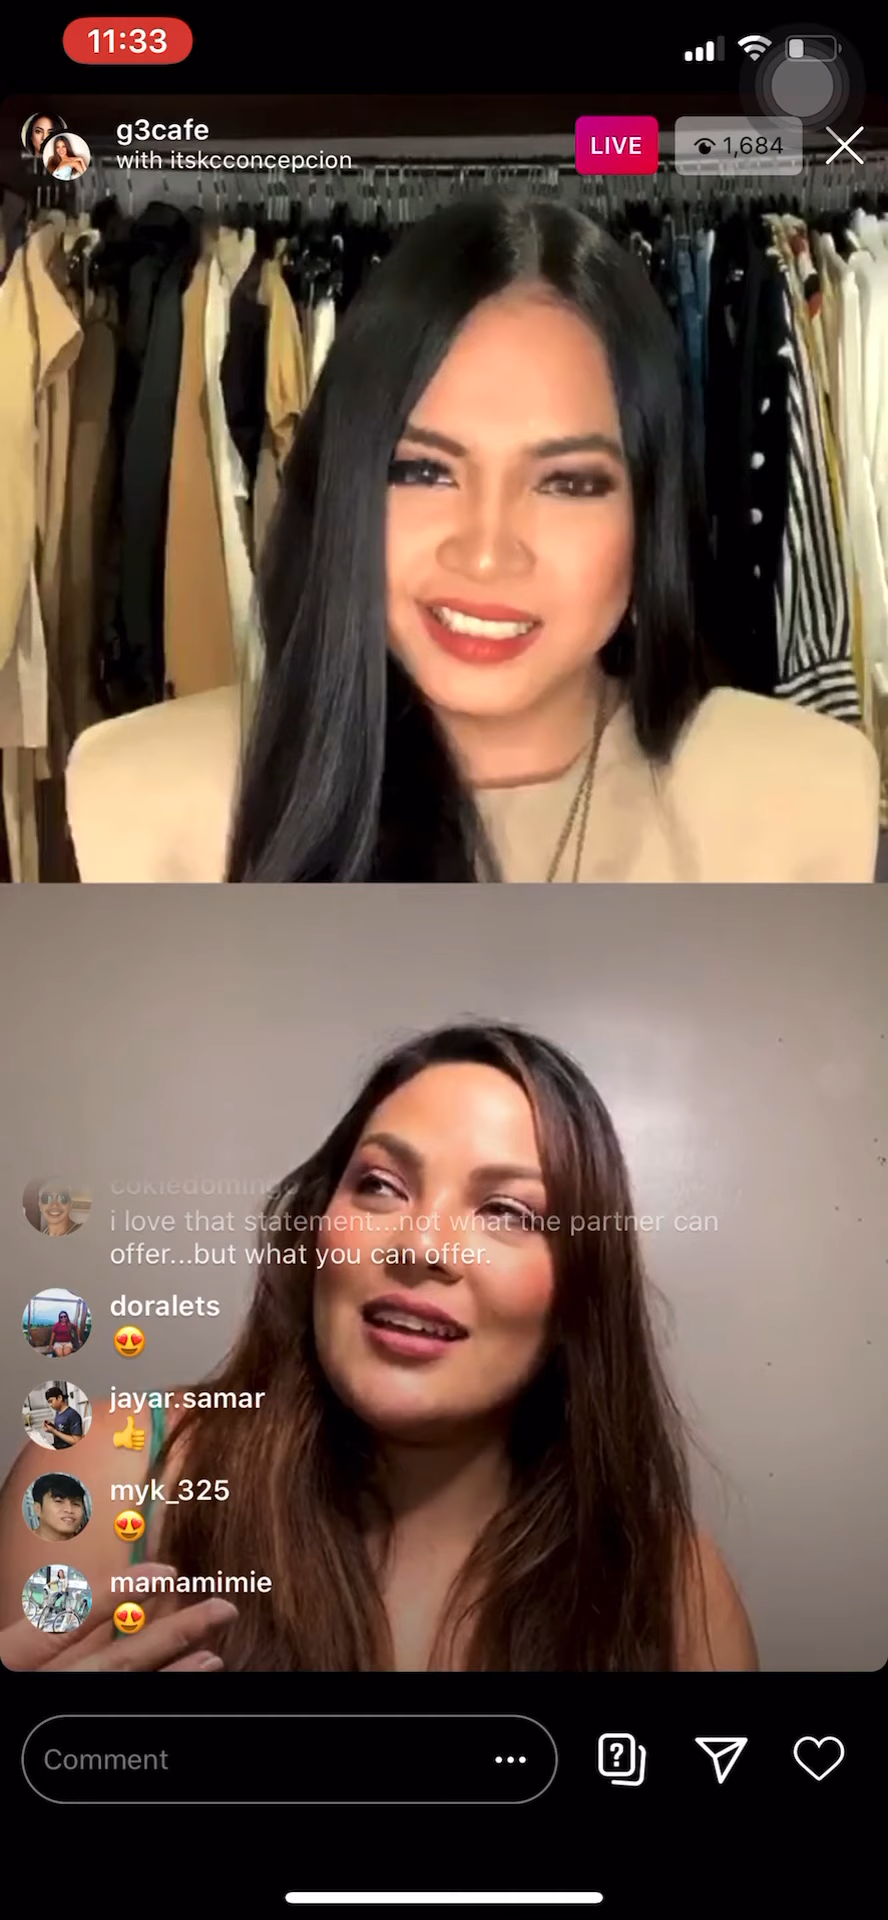 11:33
g3cafe
with itskcconcepcion
LIVE
1,684
cokiedomingo
i love that statement...not what the partner can
offer...but what you can offer.
doralets
😍
jayar.samar
👍
myk_325
😍
mamamimie
😍
Comment